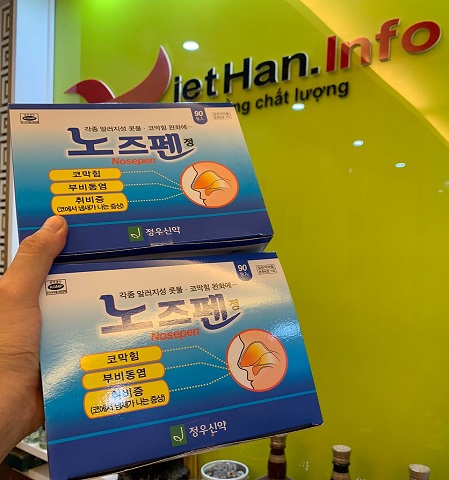 ietHan.Info
ng chất lượng
90
각종 알러지성 콧물·코막힘 완화에…
노즈펜 정
Nosepen
코막힘
부비동염
취비증
(코에서 냄새가 나는 증상)
정우신약
90
각종 알러지성 콧물·코막힘 완화에…
노즈펜 정
Nosepen
코막힘
부비동염
취비증
(코에서 냄새가 나는 증상)
정우신약